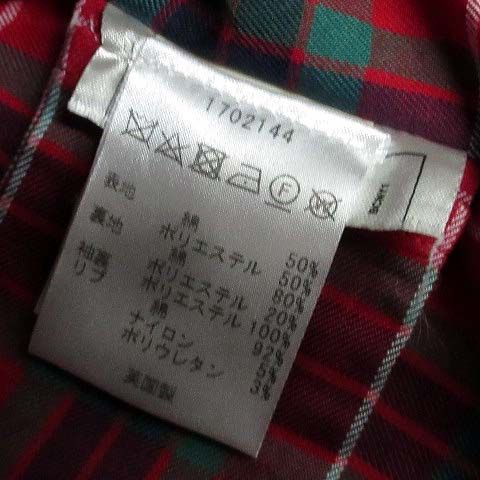 1702144
F
W
表地 綿 50%
ポリエステル 50%
裏地 綿 80%
ポリエステル 20%
袖裏 ポリエステル 100%
リブ 綿 92%
ナイロン 5%
ポリウレタン 3%
英国製